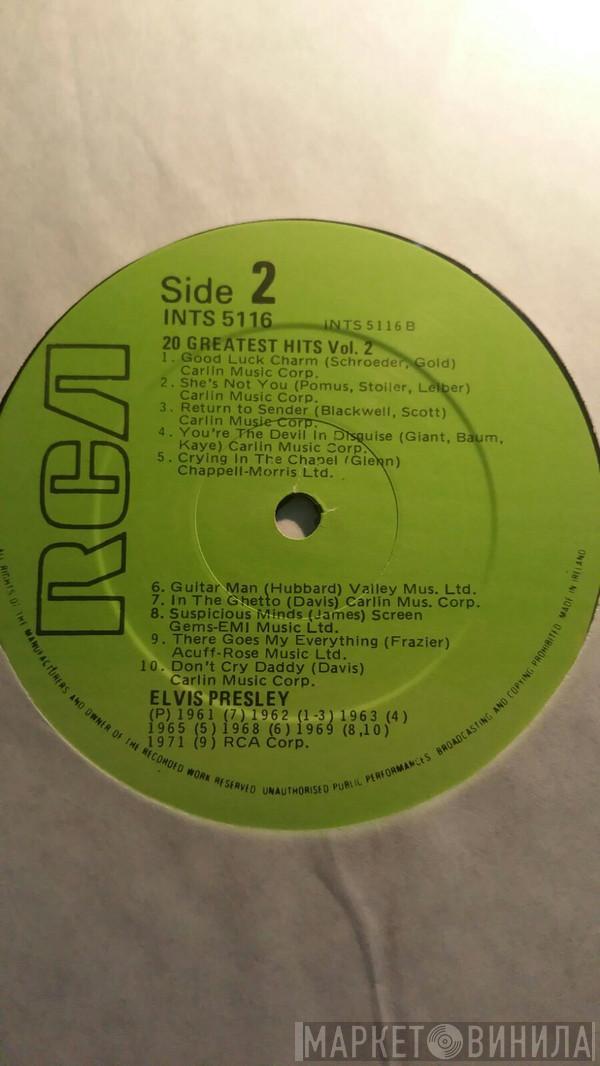 Side 2
INTS 5116
INTS 5116 B
20 GREATEST HITS Vol. 2
1. Good Luck Charm (Schroeder, Gold)
Carlin Music Corp.
2. She's Not You (Pomus, Stoller, Leiber)
Carlin Music Corp.
3. Return to Sender (Blackwell, Scott)
Carlin Music Corp.
4. You're The Devil In Disguise (Giant, Baum,
Kaye) Carlin Music Corp.
5. Crying In The Chapel (Glenn)
Chappell-Morris Ltd.
RCA
6. Guitar Man (Hubbard) Valley Mus. Ltd.
7. In The Ghetto (Davis) Carlin Mus. Corp.
8. Suspicious Minds (James) Screen
Gems-EMI Music Ltd.
9. There Goes My Everything (Frazier)
Acuff-Rose Music Ltd.
10. Don't Cry Daddy (Davis)
Carlin Music Corp.
ELVIS PRESLEY
(P) 1961 (7) 1962 (1-3) 1963 (4)
1965 (5) 1968 (6) 1969 (8,10)
1971 (9) RCA Corp.
ALL RIGHTS OF THE MANUFACTURERS AND OWNER OF THE RECORDED WORK RESERVED UNAUTHORISED PUBLIC PERFORMANCES BROADCASTING AND COPYING PROHIBITED MADE IN IRELAND
МАРКЕТ ВИНИЛА